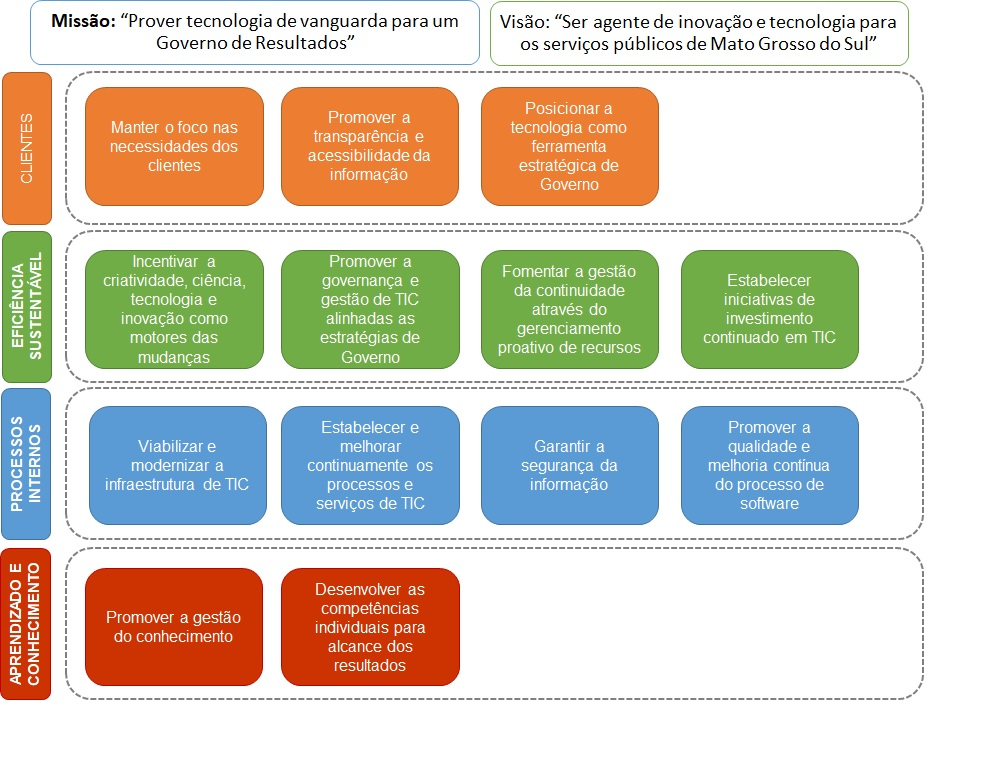 Missão: “Prover tecnologia de vanguarda para um
Governo de Resultados”
Visão: “Ser agente de inovação e tecnologia para
os serviços públicos de Mato Grosso do Sul”
CLIENTES
Manter o foco nas
necessidades dos
clientes
Promover a
transparência e
acessibilidade da
informação
Posicionar a
tecnologia como
ferramenta
estratégica de
Governo
EFICIÊNCIA
SUSTENTÁVEL
Incentivar a
criatividade, ciência,
tecnologia e
inovação como
motores das
mudanças
Promover a
governança e
gestão de TIC
alinhadas as
estratégias de
Governo
Fomentar a gestão
da continuidade
através do
gerenciamento
proativo de recursos
Estabelecer
iniciativas de
investimento
continuado em TIC
PROCESSOS
INTERNOS
Viabilizar e
modernizar a
infraestrutura de TIC
Estabelecer e
melhorar
continuamente os
processos e
serviços de TIC
Garantir a
segurança da
informação
Promover a
qualidade e
melhoria contínua
do processo de
software
APRENDIZADO E
CONHECIMENTO
Promover a gestão
do conhecimento
Desenvolver as
competências
individuais para
alcance dos
resultados